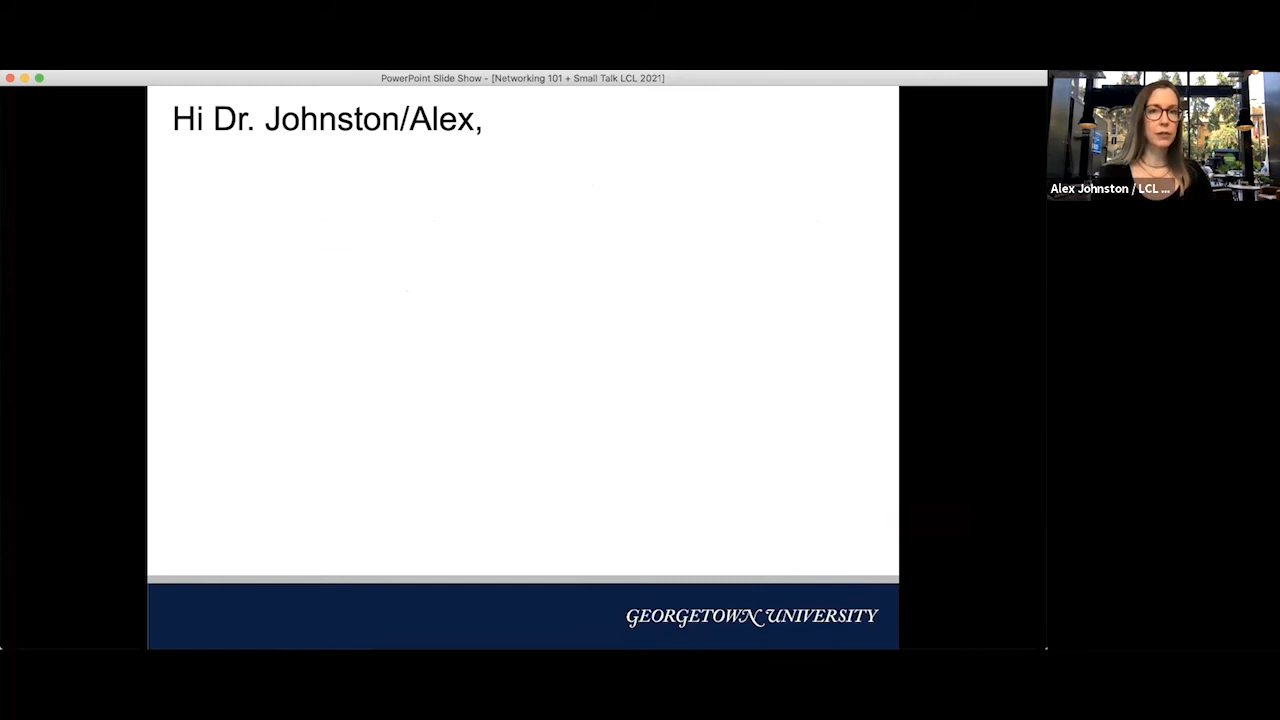 PowerPoint Slide Show - [Networking 101 + Small Talk LCL 2021]
Hi Dr. Johnston/Alex,
Alex Johnston / LCL ...
GEORGETOWN UNIVERSITY